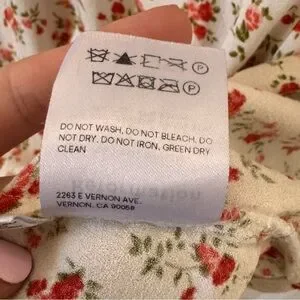 P
P
DO NOT WASH, DO NOT BLEACH, DO
NOT DRY, DO NOT IRON, GREEN DRY
CLEAN
2263 E VERNON AVE.
VERNON, CA 90058